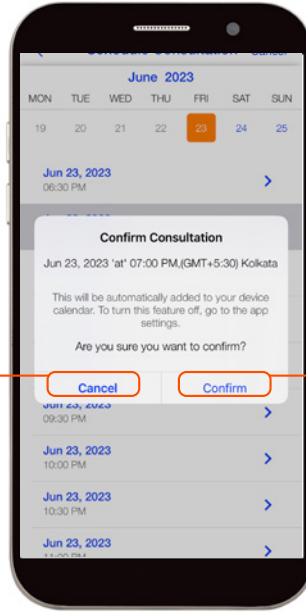 June 2023
MON TUE WED THU FRI SAT SUN
19 20 21 22 23 24 25
Jun 23, 2023
06:30 PM
Confirm Consultation
Jun 23, 2023 'at' 07:00 PM,(GMT+5:30) Kolkata
This will be automatically added to your device
calendar. To turn this feature off, go to the app
settings.
Are you sure you want to confirm?
Cancel Confirm
Jun 23, 2023
09:30 PM
Jun 23, 2023
10:00 PM
Jun 23, 2023
10:30 PM
Jun 23, 2023